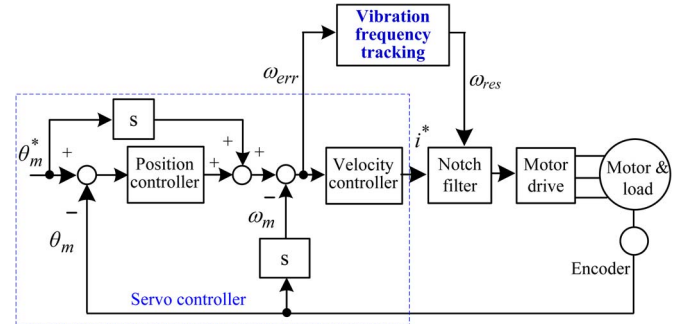 Vibration
frequency
tracking
ω_err
ω_res
s
θ*_m
+
+
+
+
i*
Position
controller
Velocity
controller
Notch
filter
Motor
drive
Motor &
load
−
−
θ_m
ω_m
s
Encoder
Servo controller